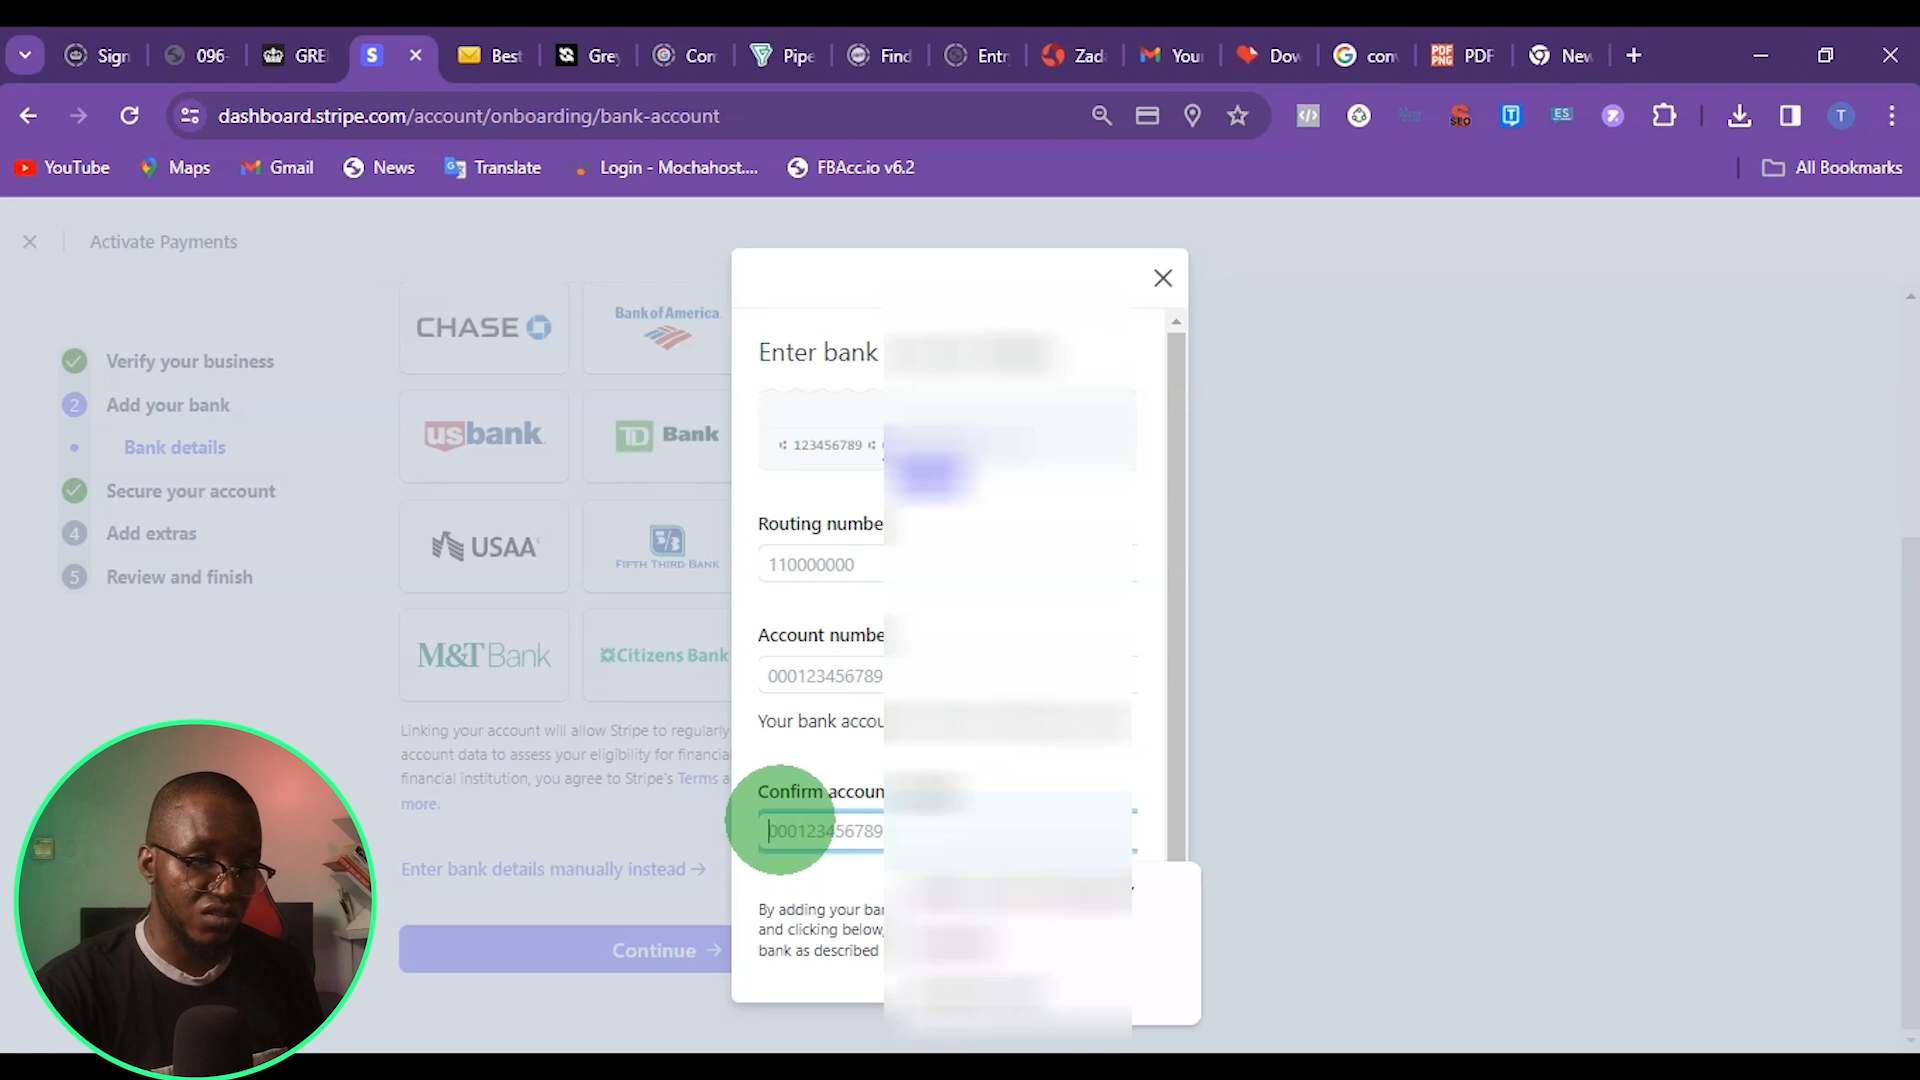 Sign
096-
GRE
Best
Grey
Con
Pipe
Find
Entr
Zad
You
Dow
con
PDF
New
dashboard.stripe.com/account/onboarding/bank-account
YouTube
Maps
Gmail
News
Translate
Login - Mochahost....
FBAcc.io v6.2
All Bookmarks
Activate Payments
Verify your business
2 Add your bank
Bank details
Secure your account
4 Add extras
5 Review and finish
CHASE
Bank of America.
usbank
TD Bank
USAA
FIFTH THIRD BANK
M&T Bank
Citizens Bank
Linking your account will allow Stripe to regularly
account data to assess your eligibility for financial
financial institution, you agree to Stripe's Terms a
more.
Enter bank details manually instead →
Continue →
Enter bank
⑆ 123456789 ⑆
Routing numbe
110000000
Account numbe
000123456789
Your bank accou
Confirm accoun
000123456789
By adding your bar
and clicking below,
bank as described